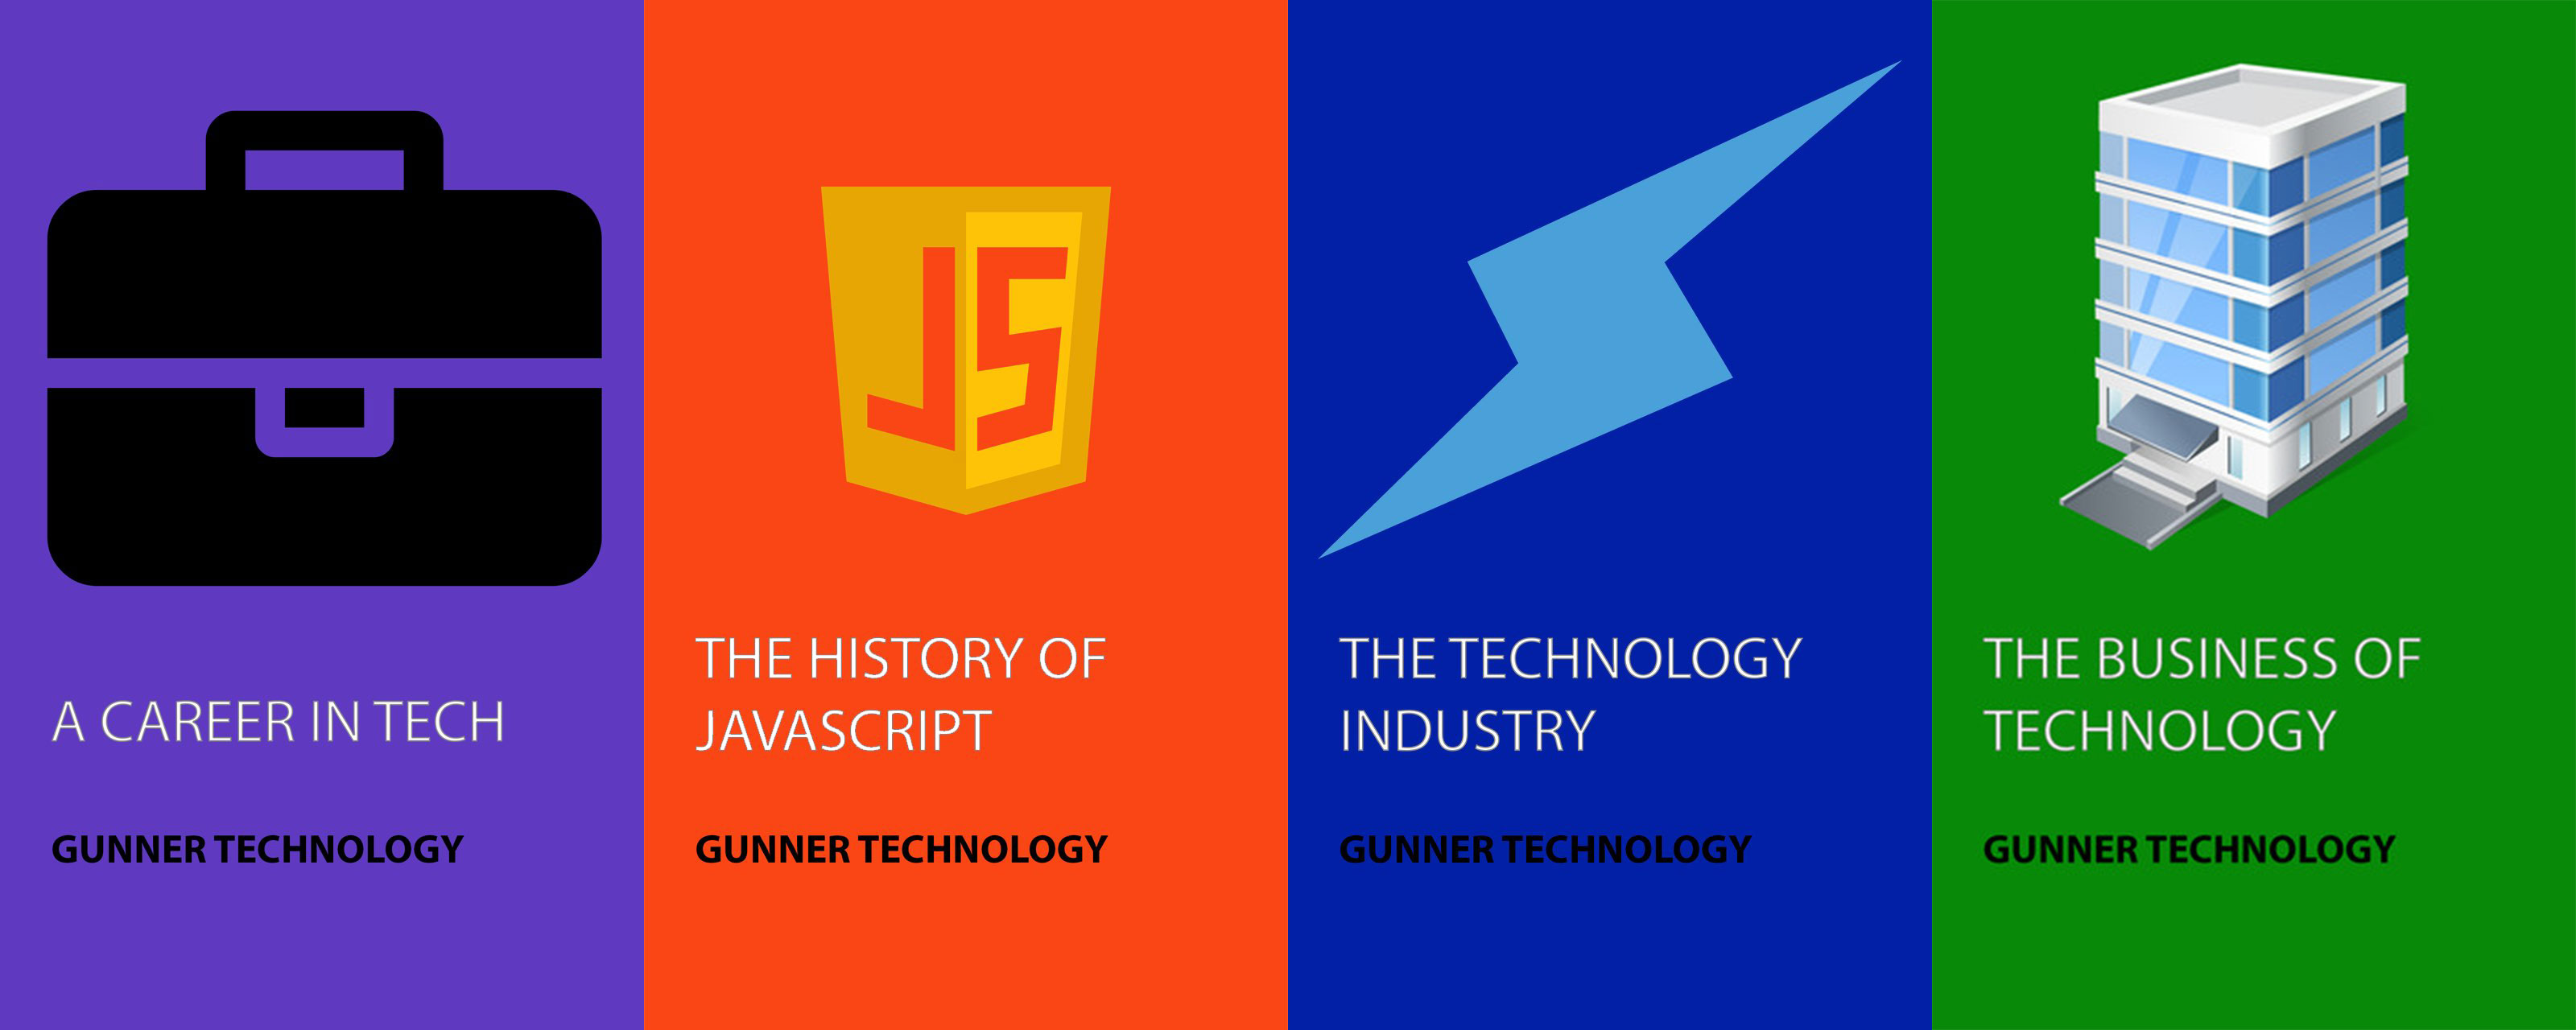 A CAREER IN TECH
GUNNER TECHNOLOGY
JS
THE HISTORY OF
JAVASCRIPT
GUNNER TECHNOLOGY
THE TECHNOLOGY
INDUSTRY
GUNNER TECHNOLOGY
THE BUSINESS OF
TECHNOLOGY
GUNNER TECHNOLOGY